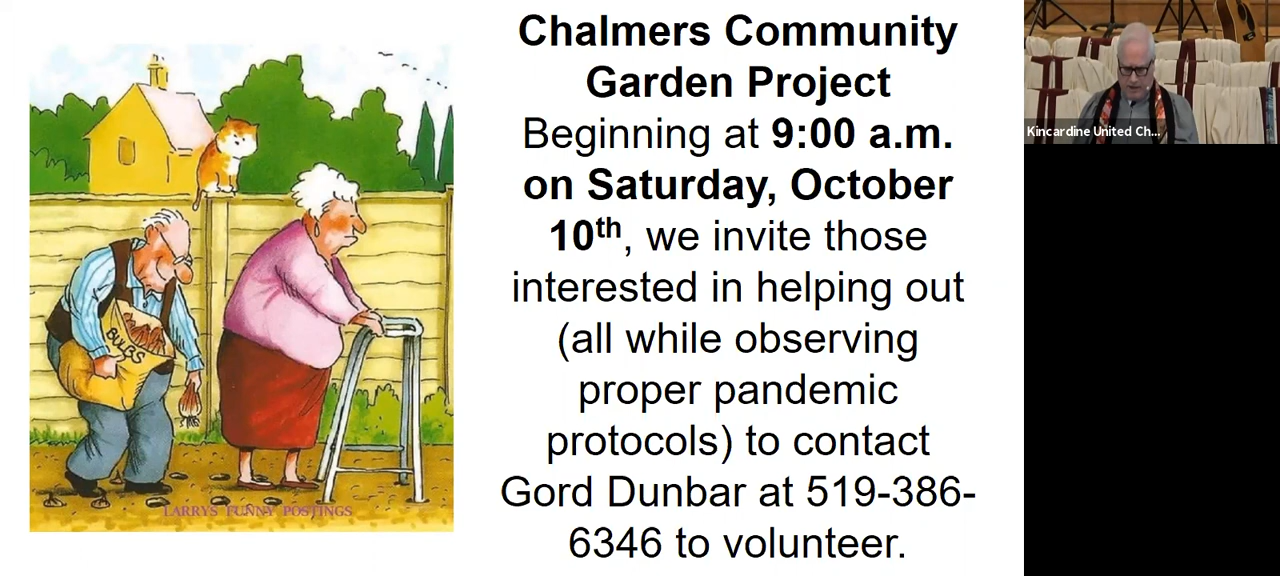 Chalmers Community
Garden Project
Beginning at 9:00 a.m.
on Saturday, October
10th, we invite those
interested in helping out
(all while observing
proper pandemic
protocols) to contact
Gord Dunbar at 519-386-
6346 to volunteer.
BULBS
LARRYS FUNNY POSTINGS
Kincardine United Ch...